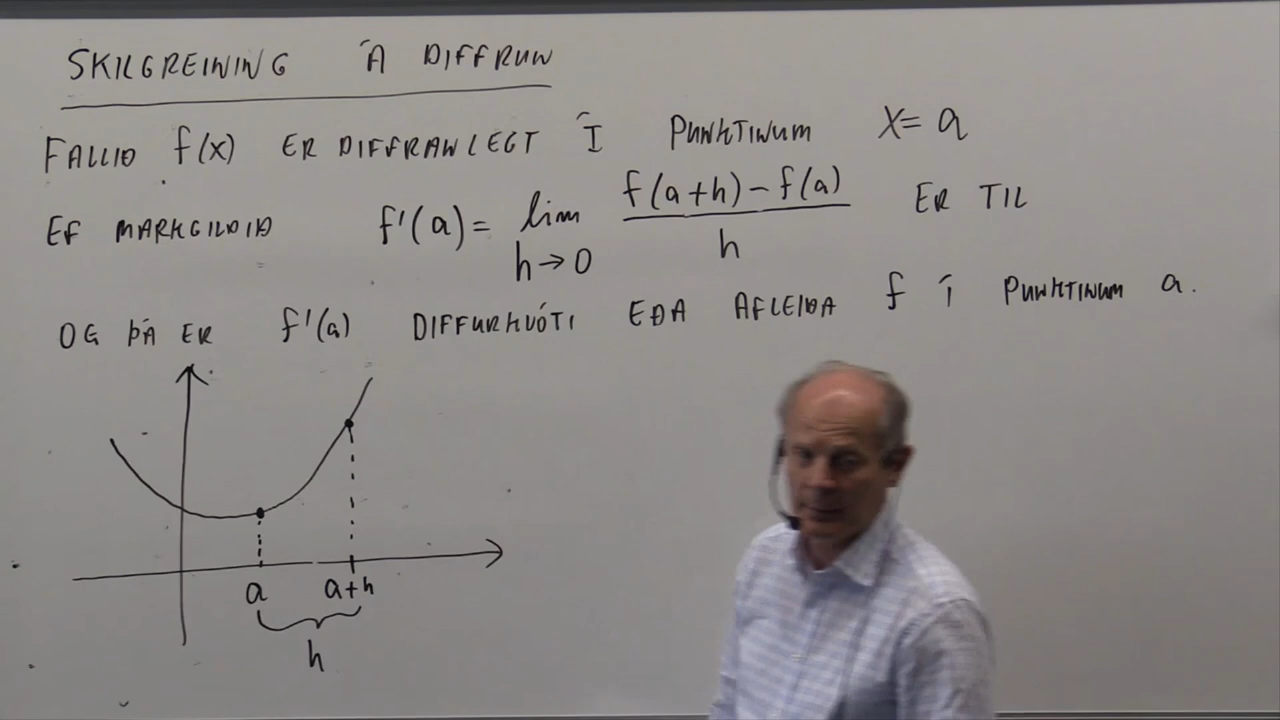 SKILGREINING Á DIFFRUN
FALLIÐ f(x) ER DIFFRANLEGT Í PUNKTINUM x=a
EF MARKGILDIÐ f'(a) = lim h→0 f(a+h)-f(a) / h ER TIL
OG ÞÁ ER f'(a) DIFFURKVÓTI EÐA AFLEIÐA f Í PUNKTINUM a.
a a+h
h